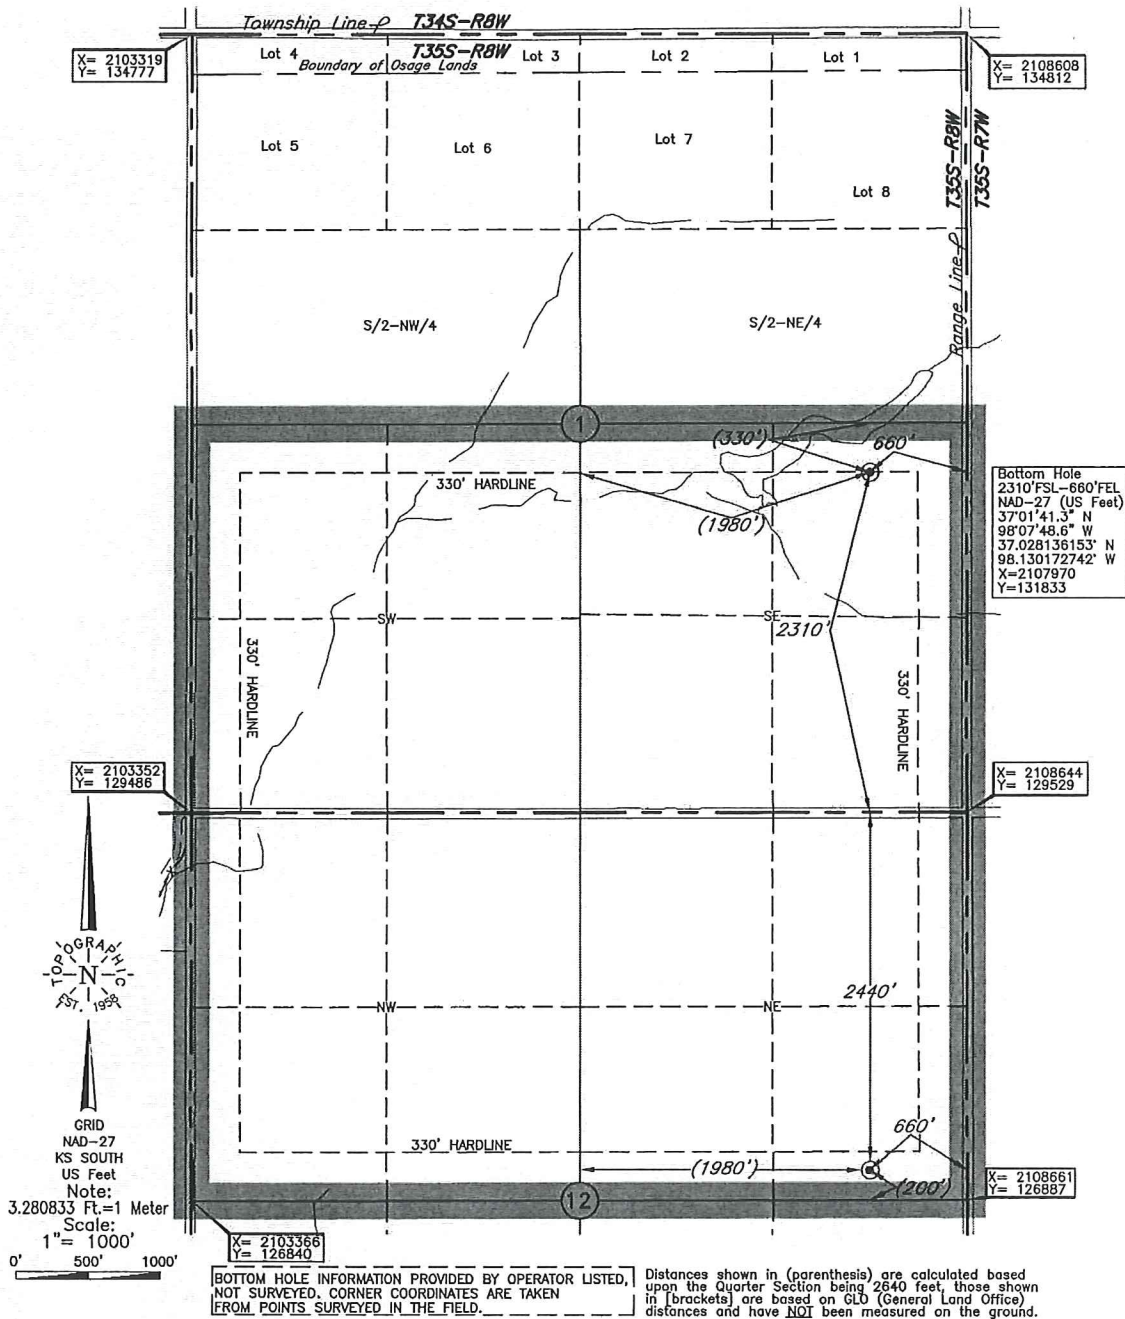 Township Line
T34S-R8W
T35S-R8W
X= 2103319
Y= 134777
Lot 4
Lot 3
Lot 2
Lot 1
Boundary of Osage Lands
X= 2108608
Y= 134812
Lot 5
Lot 6
Lot 7
Lot 8
T35S-R8W
T35S-R7W
Range Line
S/2-NW/4
S/2-NE/4
1
(330')
660'
330' HARDLINE
(1980')
Bottom Hole
2310'FSL-660'FEL
NAD-27 (US Feet)
37°01'41.3" N
98°07'48.6" W
37.028136153° N
98.130172742° W
X=2107970
Y=131833
SW
SE
2310'
330' HARDLINE
330' HARDLINE
X= 2103352
Y= 129486
X= 2108644
Y= 129529
TOPOGRAPHIC
N
EST. 1958
NW
NE
2440'
GRID
NAD-27
KS SOUTH
US Feet
Note:
3.280833 Ft.=1 Meter
Scale:
1"= 1000'
0' 500' 1000'
330' HARDLINE
660'
(1980')
(200')
12
X= 2108661
Y= 126887
X= 2103366
Y= 126840
BOTTOM HOLE INFORMATION PROVIDED BY OPERATOR LISTED,
NOT SURVEYED. CORNER COORDINATES ARE TAKEN
FROM POINTS SURVEYED IN THE FIELD.
Distances shown in (parenthesis) are calculated based
upon the Quarter Section being 2640 feet, those shown
in [brackets] are based on GLO (General Land Office)
distances and have NOT been measured on the ground.